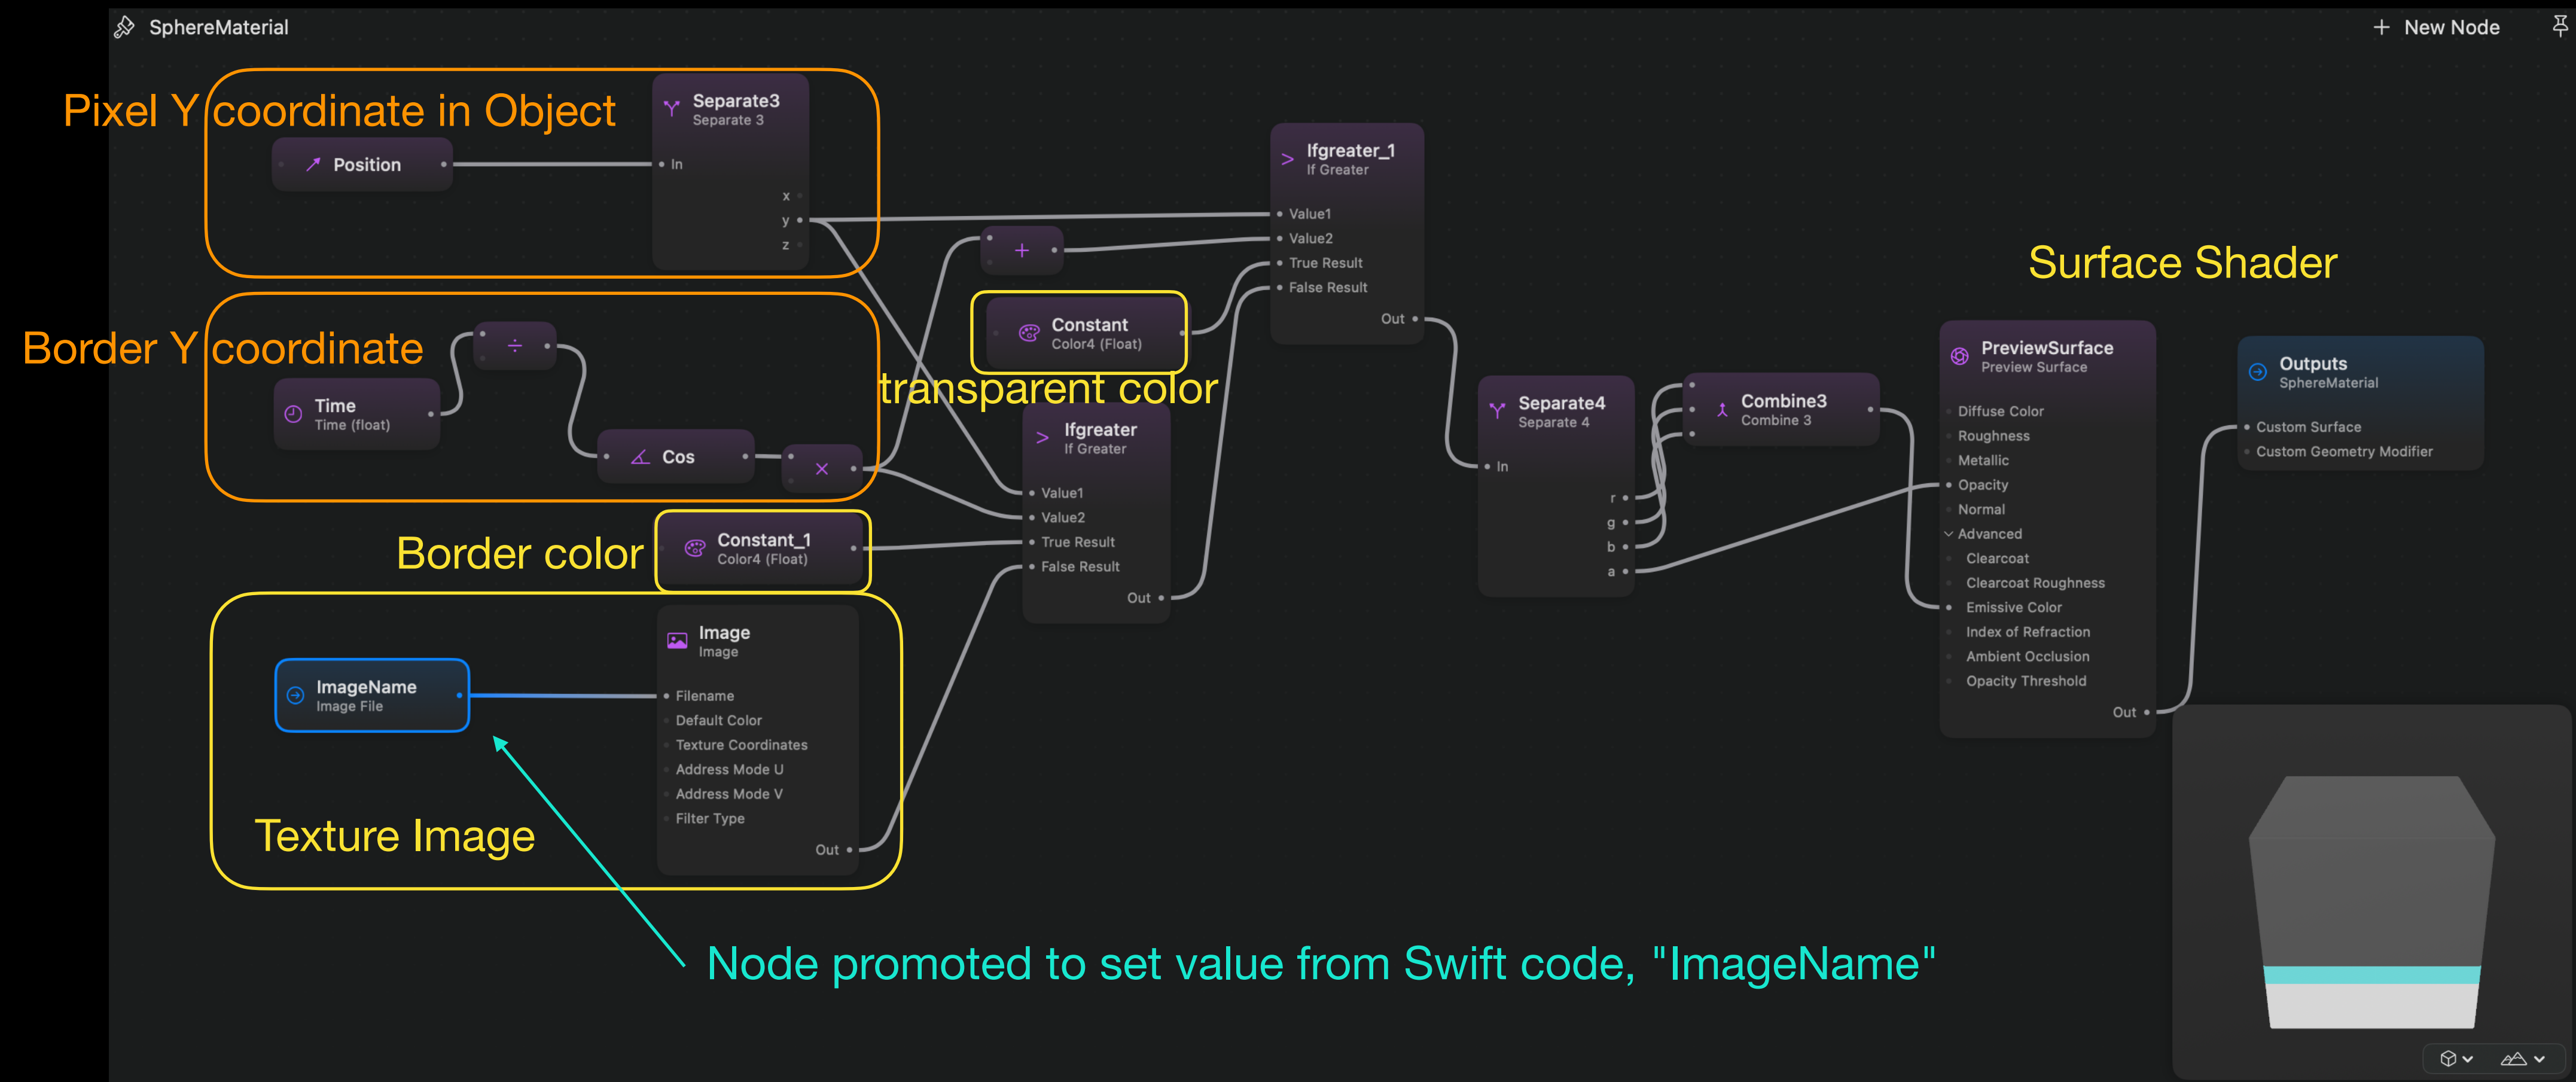 SphereMaterial
+ New Node
Pixel Y coordinate in Object
Position
Separate3
Separate 3
In
x
y
z
Border Y coordinate
÷
Time
Time (float)
Cos
×
+
Constant
Color4 (Float)
transparent color
Ifgreater_1
If Greater
Value1
Value2
True Result
False Result
Out
Ifgreater
If Greater
Value1
Value2
True Result
False Result
Out
Border color
Constant_1
Color4 (Float)
ImageName
Image File
Image
Image
Filename
Default Color
Texture Coordinates
Address Mode U
Address Mode V
Filter Type
Out
Texture Image
Separate4
Separate 4
In
r
g
b
a
Combine3
Combine 3
Surface Shader
PreviewSurface
Preview Surface
Diffuse Color
Roughness
Metallic
Opacity
Normal
Advanced
Clearcoat
Clearcoat Roughness
Emissive Color
Index of Refraction
Ambient Occlusion
Opacity Threshold
Out
Outputs
SphereMaterial
Custom Surface
Custom Geometry Modifier
Node promoted to set value from Swift code, "ImageName"